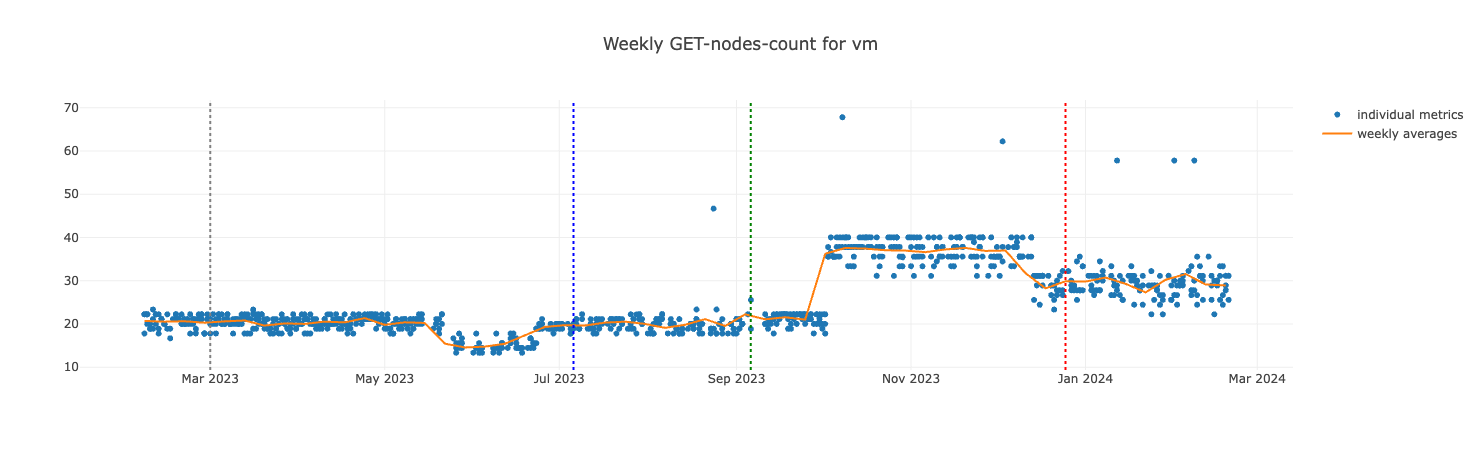 Weekly GET-nodes-count for vm
70
60
50
40
30
20
10
Mar 2023
May 2023
Jul 2023
Sep 2023
Nov 2023
Jan 2024
Mar 2024
individual metrics
weekly averages